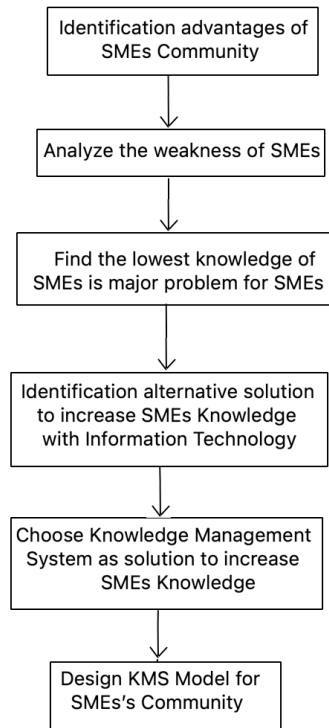 Identification advantages of
SMEs Community
Analyze the weakness of SMEs
Find the lowest knowledge of
SMEs is major problem for SMEs
Identification alternative solution
to increase SMEs Knowledge
with Information Technology
Choose Knowledge Management
System as solution to increase
SMEs Knowledge
Design KMS Model for
SMEs's Community